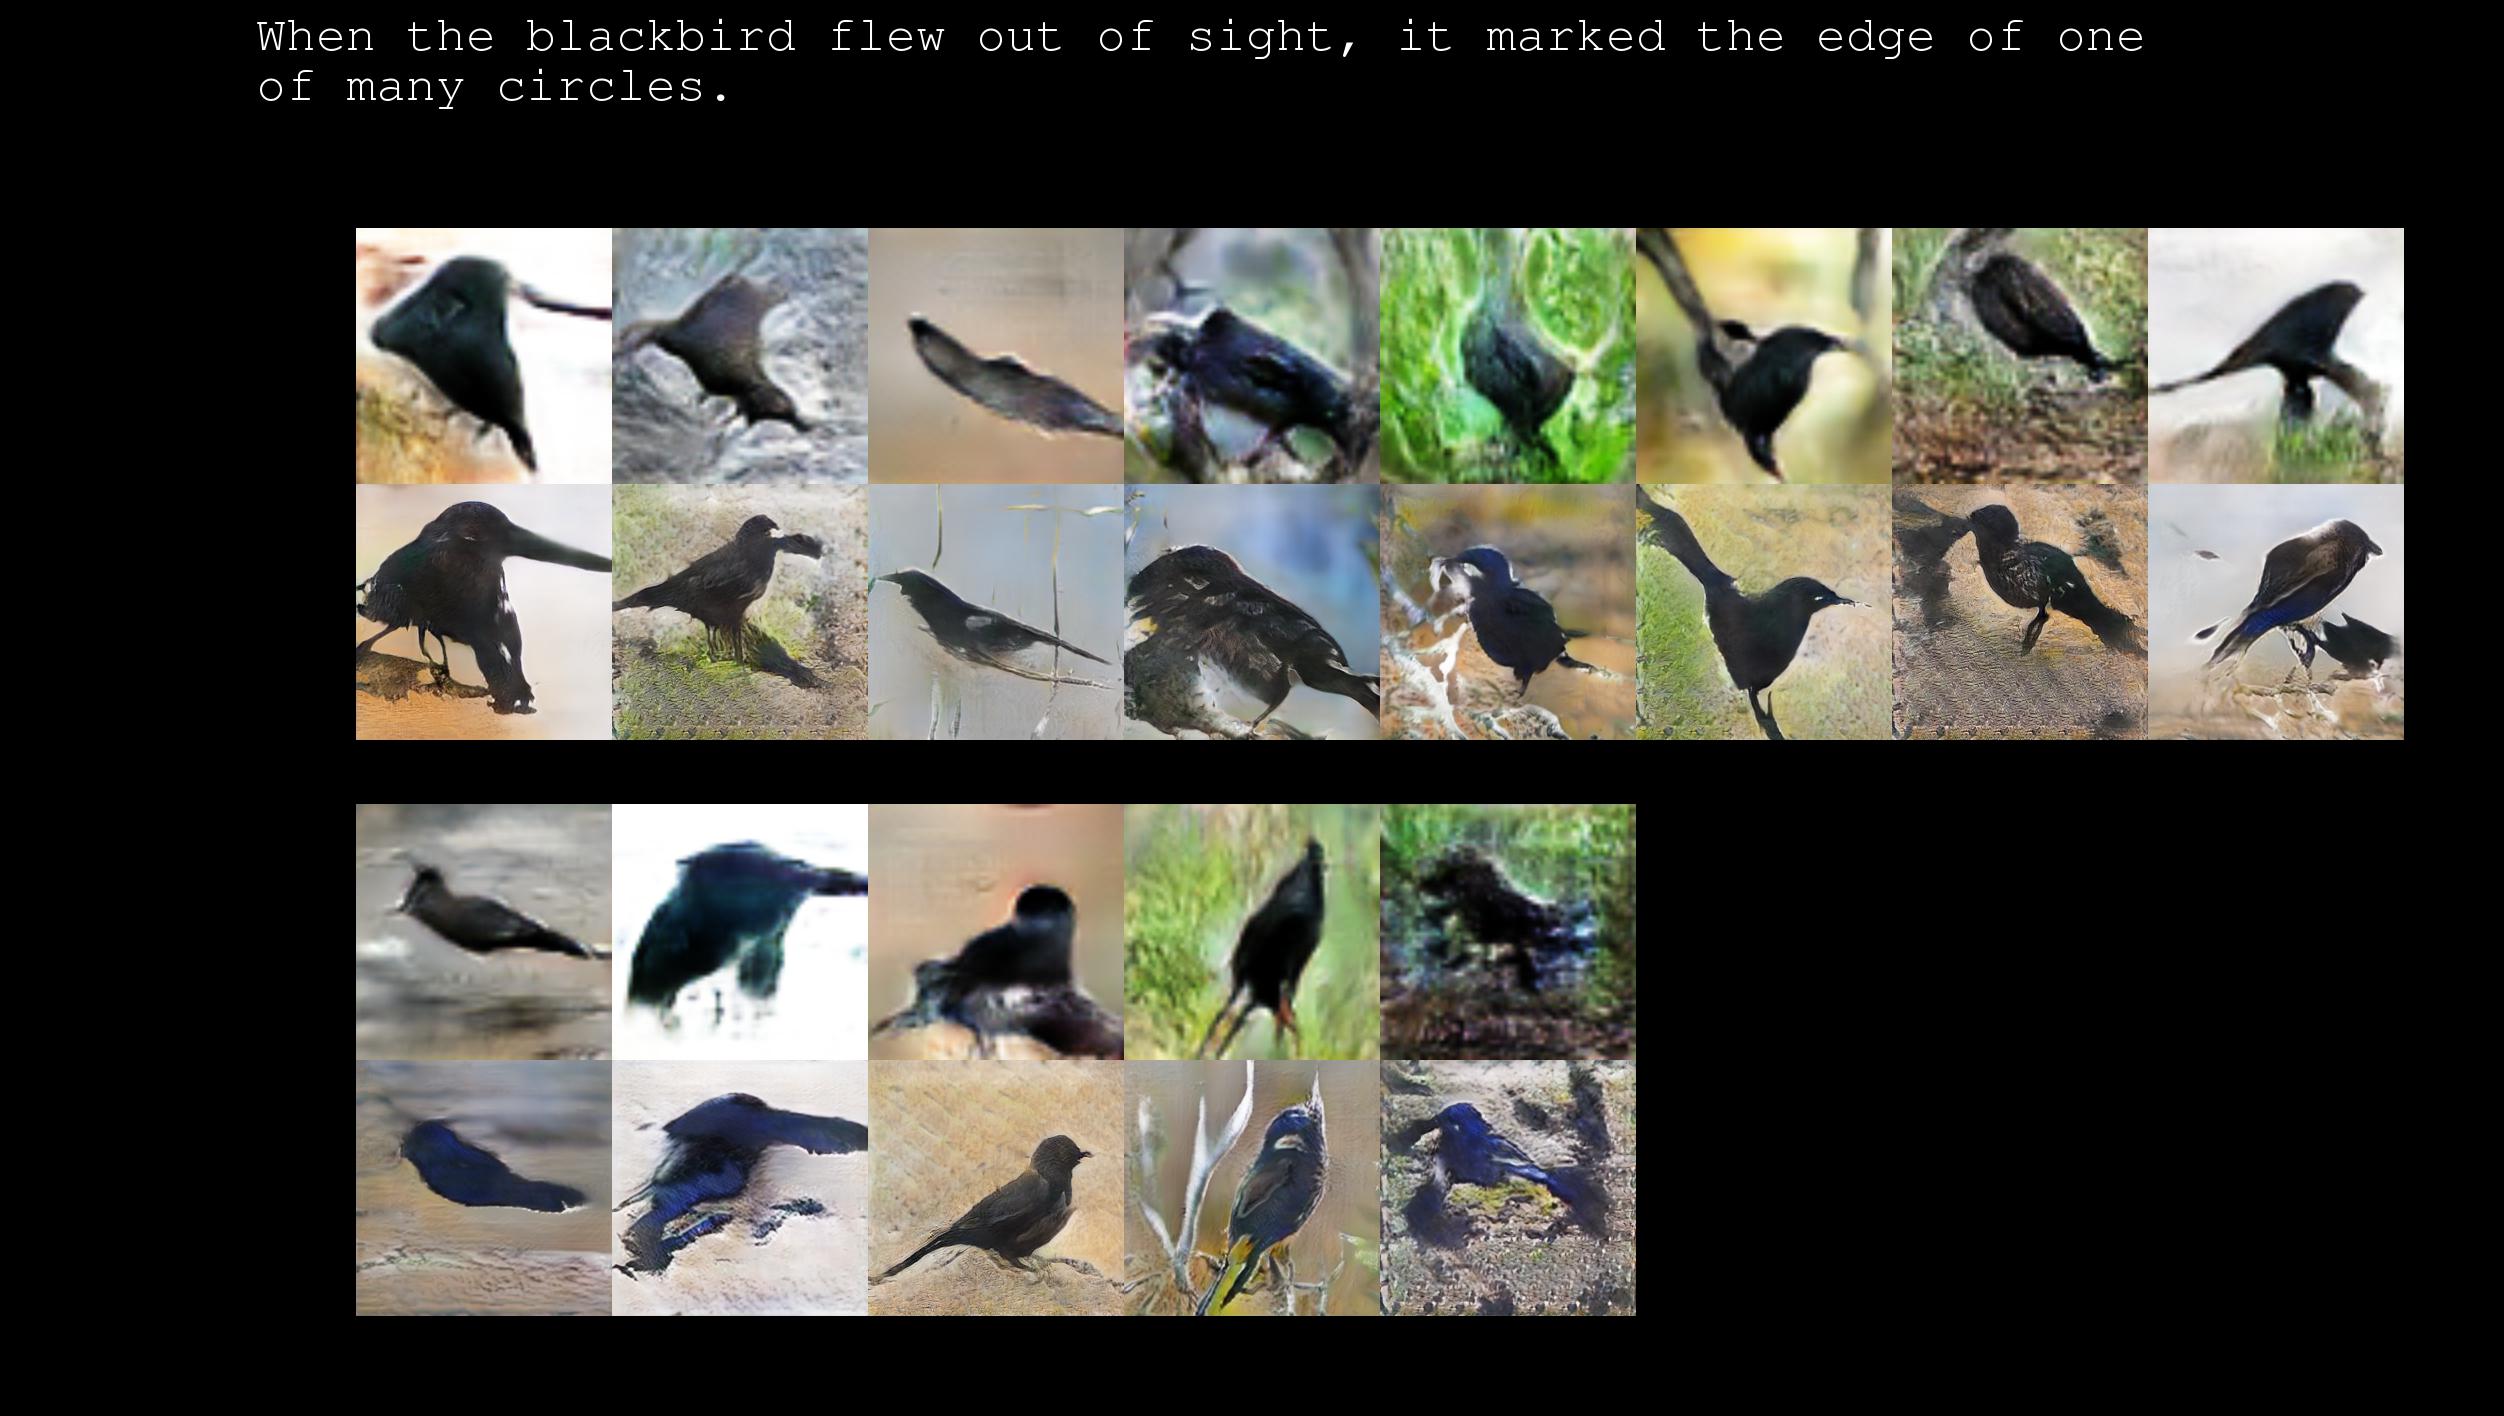 When the blackbird flew out of sight, it marked the edge of one
of many circles.